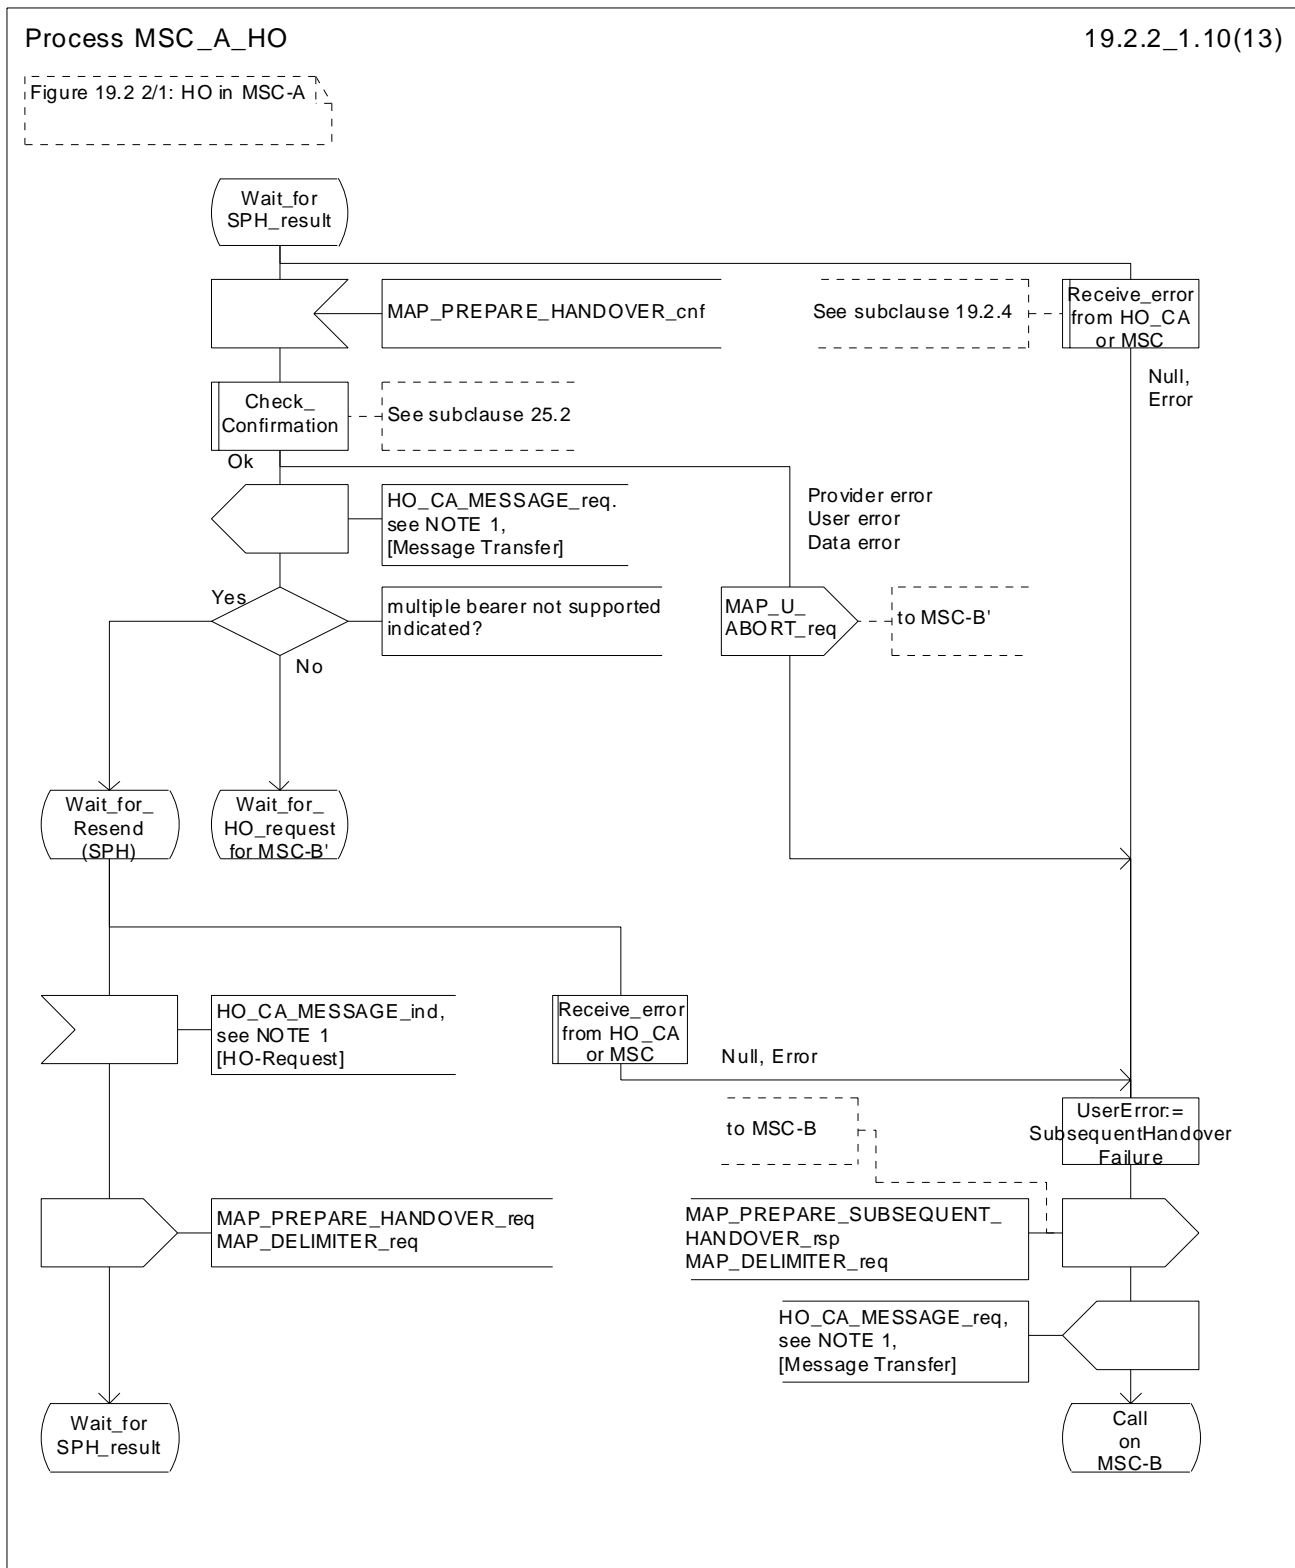 Process MSC_A_HO
19.2.2_1.10(13)
Figure 19.2 2/1: HO in MSC-A
Wait_for
SPH_result
MAP_PREPARE_HANDOVER_cnf
See subclause 19.2.4
Receive_error
from HO_CA
or MSC
Null,
Error
Check_
Confirmation
See subclause 25.2
Ok
HO_CA_MESSAGE_req.
see NOTE 1,
[Message Transfer]
Provider error
User error
Data error
Yes
multiple bearer not supported
indicated?
No
MAP_U_
ABORT_req
to MSC-B'
Wait_for_
Resend
(SPH)
Wait_for_
HO_request
for MSC-B'
HO_CA_MESSAGE_ind,
see NOTE 1
[HO-Request]
Receive_error
from HO_CA
or MSC
Null, Error
to MSC-B
UserError:=
SubsequentHandover
Failure
MAP_PREPARE_HANDOVER_req
MAP_DELIMITER_req
MAP_PREPARE_SUBSEQUENT_
HANDOVER_rsp
MAP_DELIMITER_req
HO_CA_MESSAGE_req,
see NOTE 1,
[Message Transfer]
Wait_for
SPH_result
Call
on
MSC-B